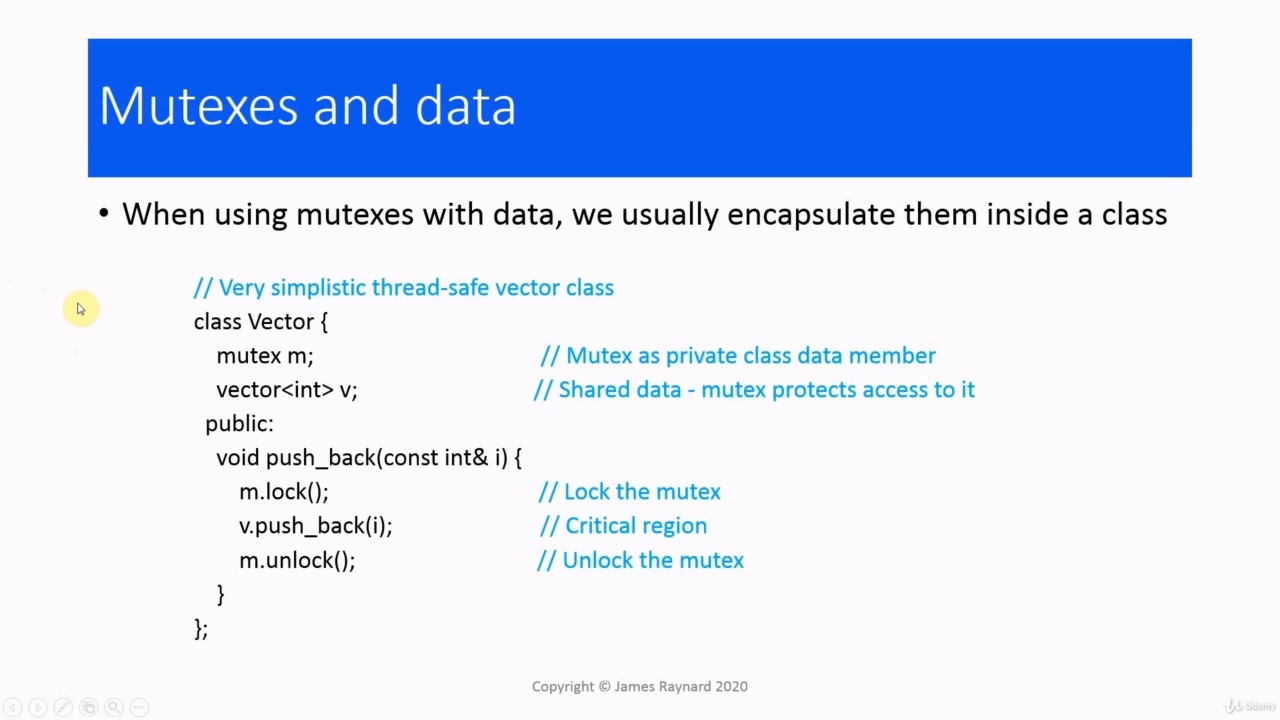 Mutexes and data
• When using mutexes with data, we usually encapsulate them inside a class
// Very simplistic thread-safe vector class
class Vector {
mutex m; // Mutex as private class data member
vector<int> v; // Shared data - mutex protects access to it
public:
void push_back(const int& i) {
m.lock(); // Lock the mutex
v.push_back(i); // Critical region
m.unlock(); // Unlock the mutex
}
};
Copyright © James Raynard 2020
Udemy